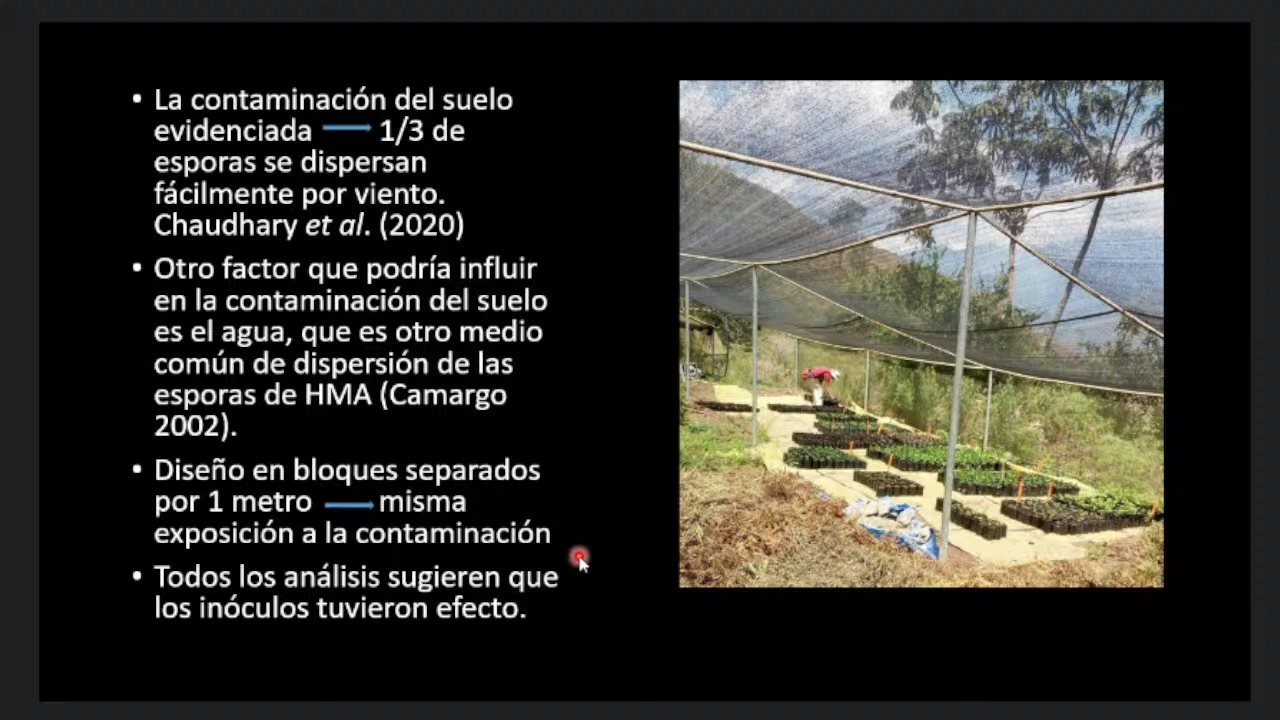 • La contaminación del suelo
evidenciada → 1/3 de
esporas se dispersan
fácilmente por viento.
Chaudhary et al. (2020)
• Otro factor que podría influir
en la contaminación del suelo
es el agua, que es otro medio
común de dispersión de las
esporas de HMA (Camargo
2002).
• Diseño en bloques separados
por 1 metro → misma
exposición a la contaminación
• Todos los análisis sugieren que
los inóculos tuvieron efecto.